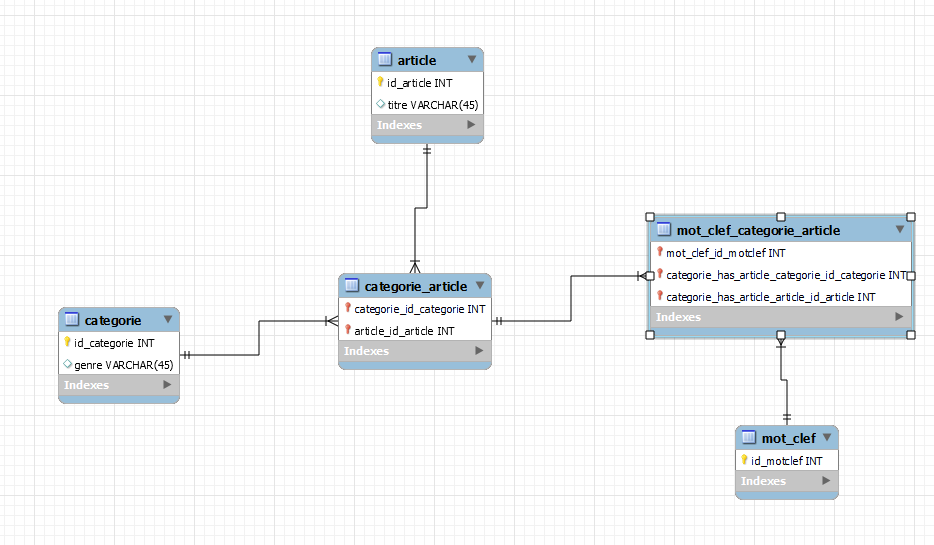 article
id_article INT
titre VARCHAR(45)
Indexes
mot_clef_categorie_article
mot_clef_id_motclef INT
categorie_has_article_categorie_id_categorie INT
categorie_has_article_article_id_article INT
Indexes
categorie_article
categorie_id_categorie INT
article_id_article INT
Indexes
categorie
id_categorie INT
genre VARCHAR(45)
Indexes
mot_clef
id_motclef INT
Indexes